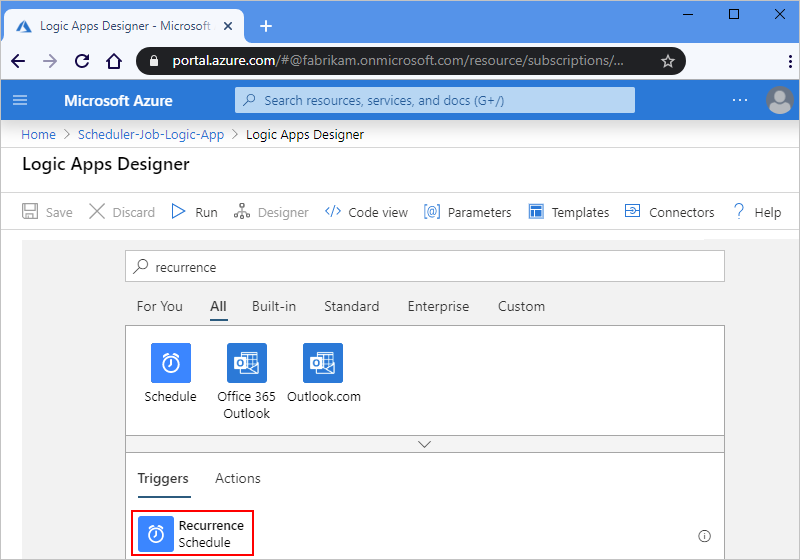 Logic Apps Designer - Microsoft
portal.azure.com/#@fabrikam.onmicrosoft.com/resource/subscriptions/...
Microsoft Azure
Search resources, services, and docs (G+/)
Home > Scheduler-Job-Logic-App > Logic Apps Designer
Logic Apps Designer
Save Discard Run Designer Code view Parameters Templates Connectors Help
recurrence
For You All Built-in Standard Enterprise Custom
Schedule
Office 365
Outlook
Outlook.com
Triggers Actions
Recurrence
Schedule